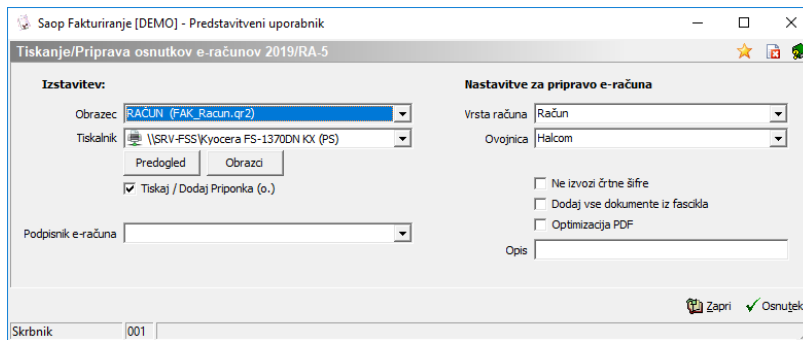 Saop Fakturiranje [DEMO] - Predstavitveni uporabnik
Tiskanje/Priprava osnutkov e-računov 2019/RA-5
Izstavitev:
Obrazec RAČUN (FAK_Racun.qr2)
Tiskalnik \\SRV-FSS\Kyocera FS-1370DN KX (PS)
Predogled Obrazci
Tiskaj / Dodaj Priponka (o.)
Podpisnik e-računa
Nastavitve za pripravo e-računa
Vrsta računa Račun
Ovojnica Halcom
Ne izvozi črtne šifre
Dodaj vse dokumente iz fascikla
Optimizacija PDF
Opis
Zapri Osnutek
Skrbnik 001